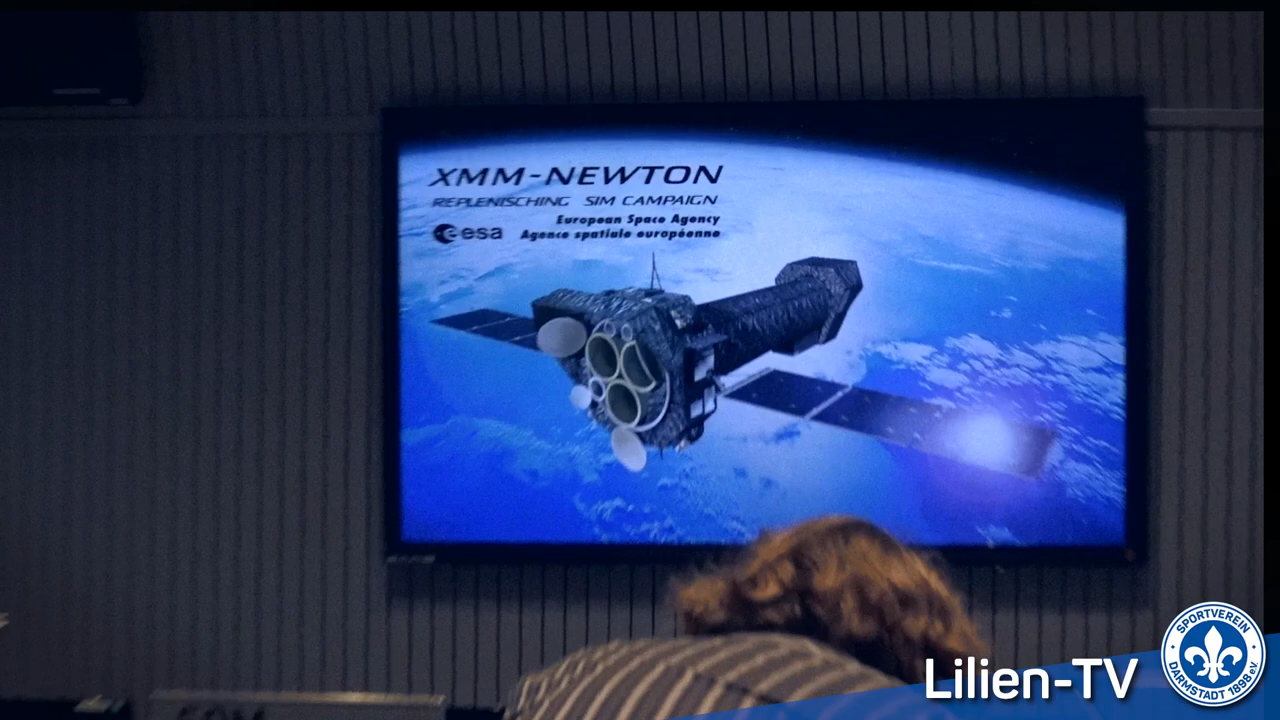 XMM-NEWTON
REPLENISCHING SIM CAMPAIGN
European Space Agency
esa Agence spatiale européenne
Lilien-TV
SPORTVEREIN
DARMSTADT 1898 e.V.